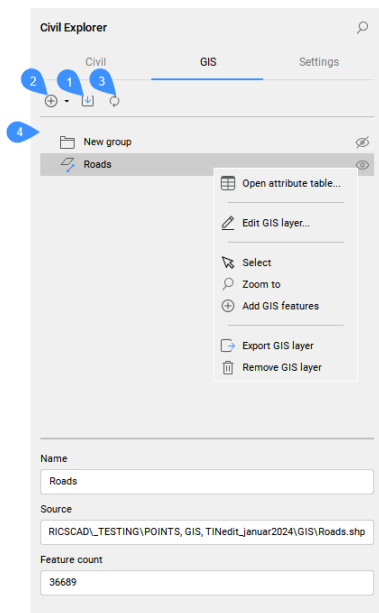 Civil Explorer
Civil GIS Settings
2 1 3
4
New group
Roads
Open attribute table...
Edit GIS layer...
Select
Zoom to
Add GIS features
Export GIS layer
Remove GIS layer
Name
Roads
Source
RICSCAD\_TESTING\POINTS, GIS, TINedit_januar2024\GIS\Roads.shp
Feature count
36689